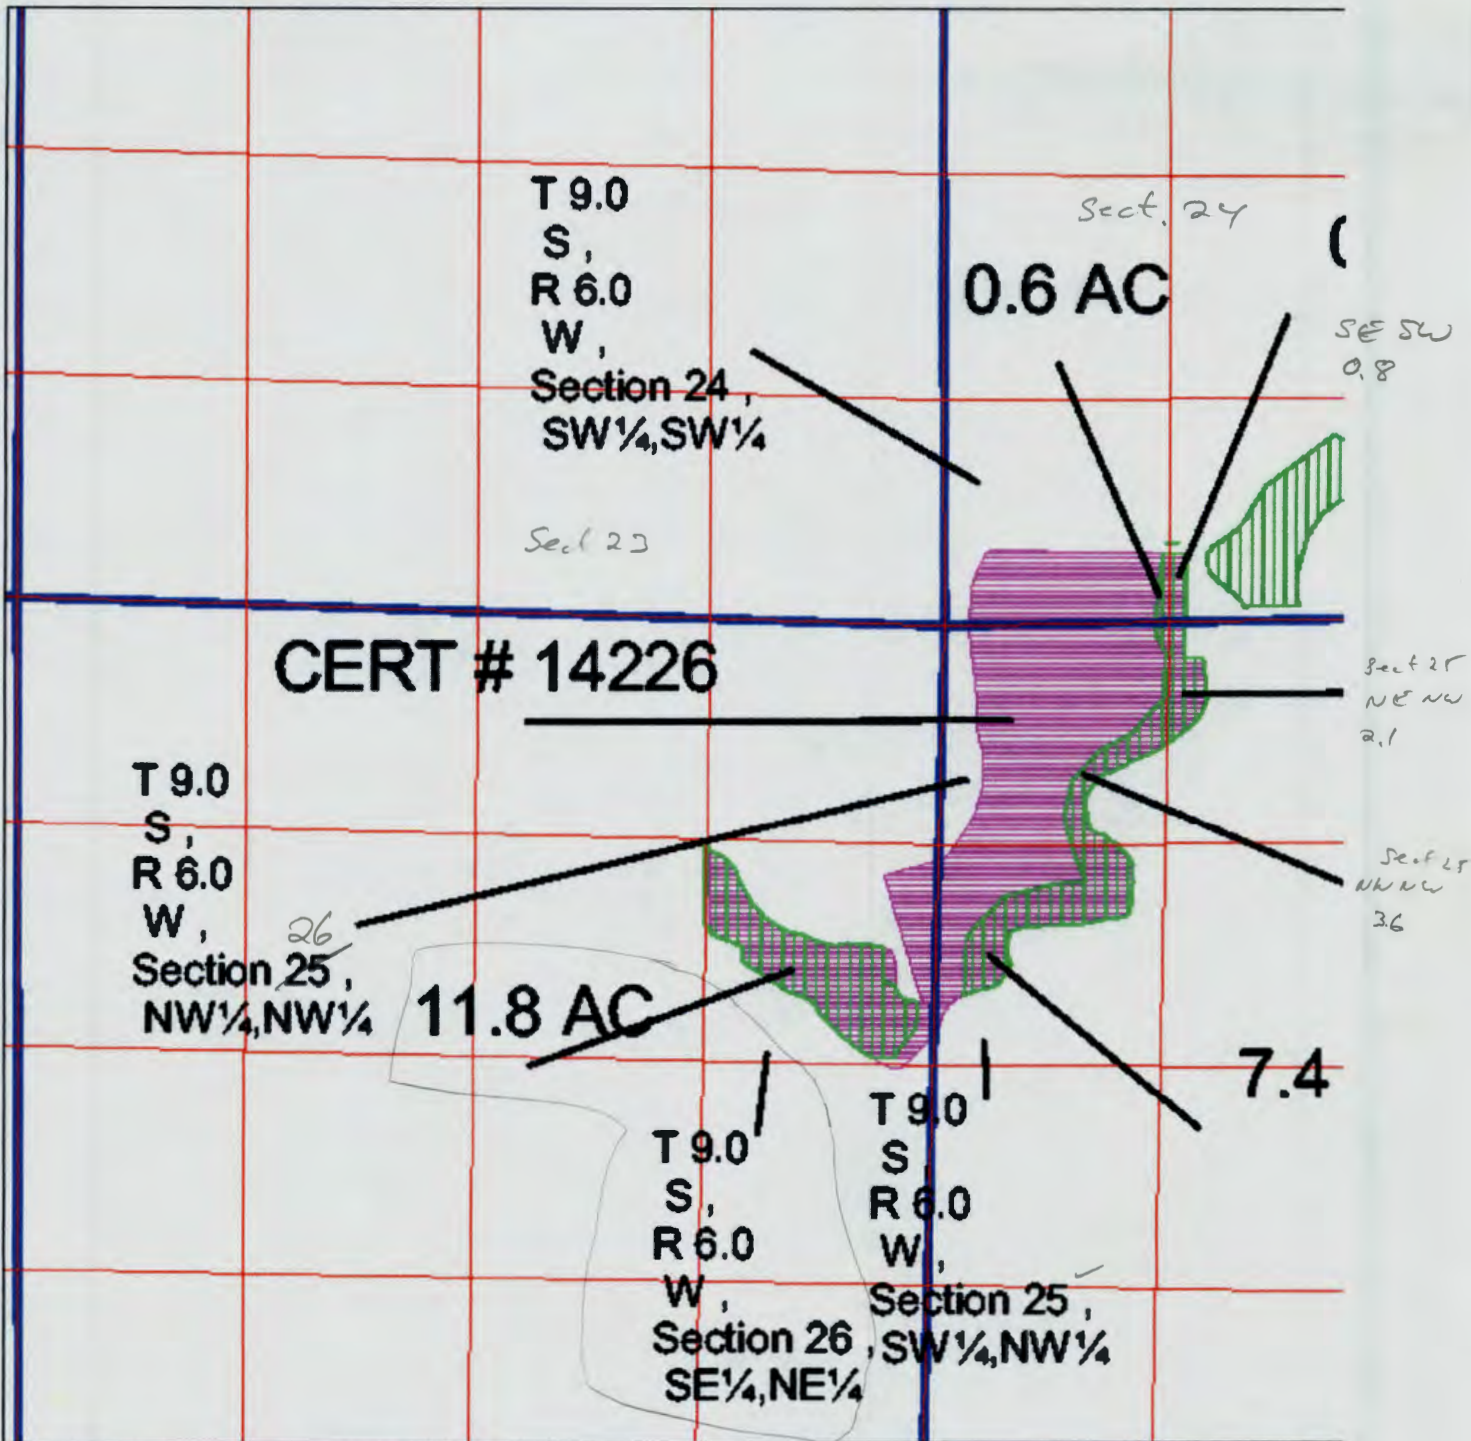 T 9.0
S ,
R 6.0
W ,
Section 24 ,
SW¼,SW¼
Sect. 24
0.6 AC
(
SE SW
0.8
Sect 23
CERT # 14226
Sect 25
NE NW
2.1
T 9.0
S ,
R 6.0
W ,
26
Section 25 ,
NW¼,NW¼
11.8 AC
Sect 25
NW NW
3.6
7.4
T 9.0
S ,
R 6.0
W ,
Section 26 ,
SE¼,NE¼
T 9.0
S ,
R 6.0
W ,
Section 25 ,
SW¼,NW¼